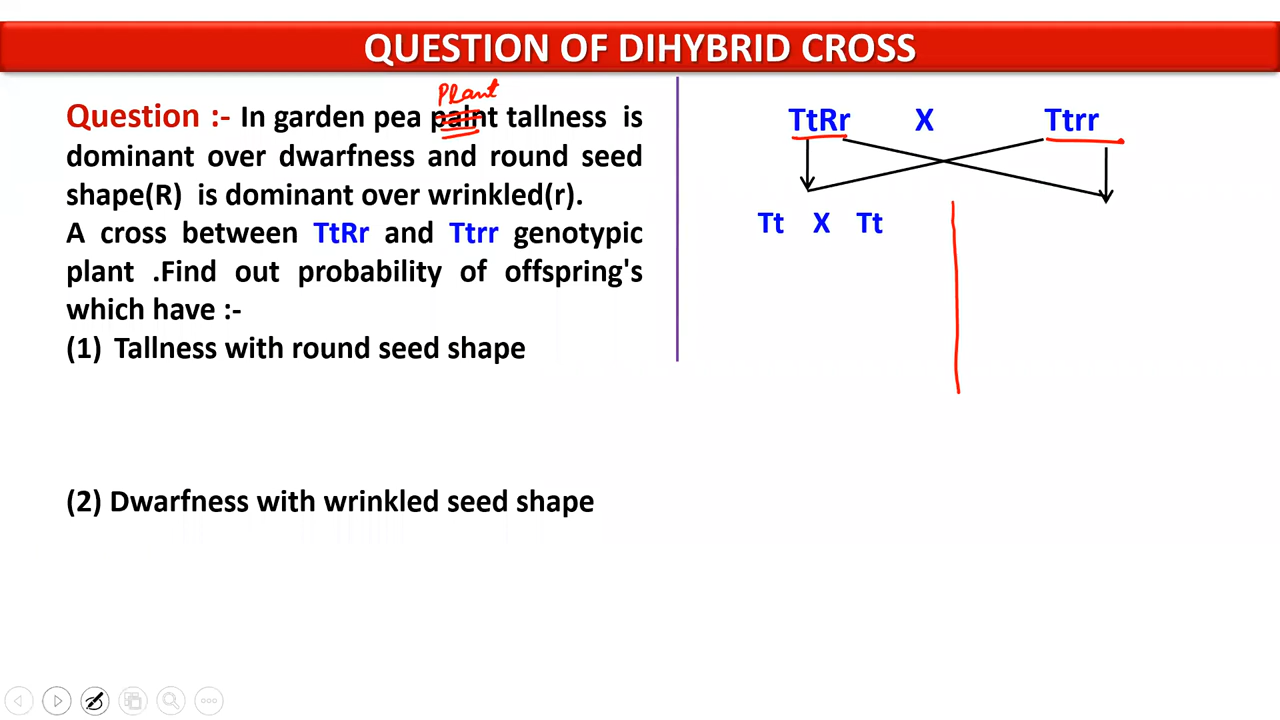 QUESTION OF DIHYBRID CROSS
Plant
Question :- In garden pea paint tallness is
dominant over dwarfness and round seed
shape(R) is dominant over wrinkled(r).
A cross between TtRr and Ttrr genotypic
plant .Find out probability of offspring's
which have :-
(1) Tallness with round seed shape
(2) Dwarfness with wrinkled seed shape
TtRr X Ttrr
Tt X Tt